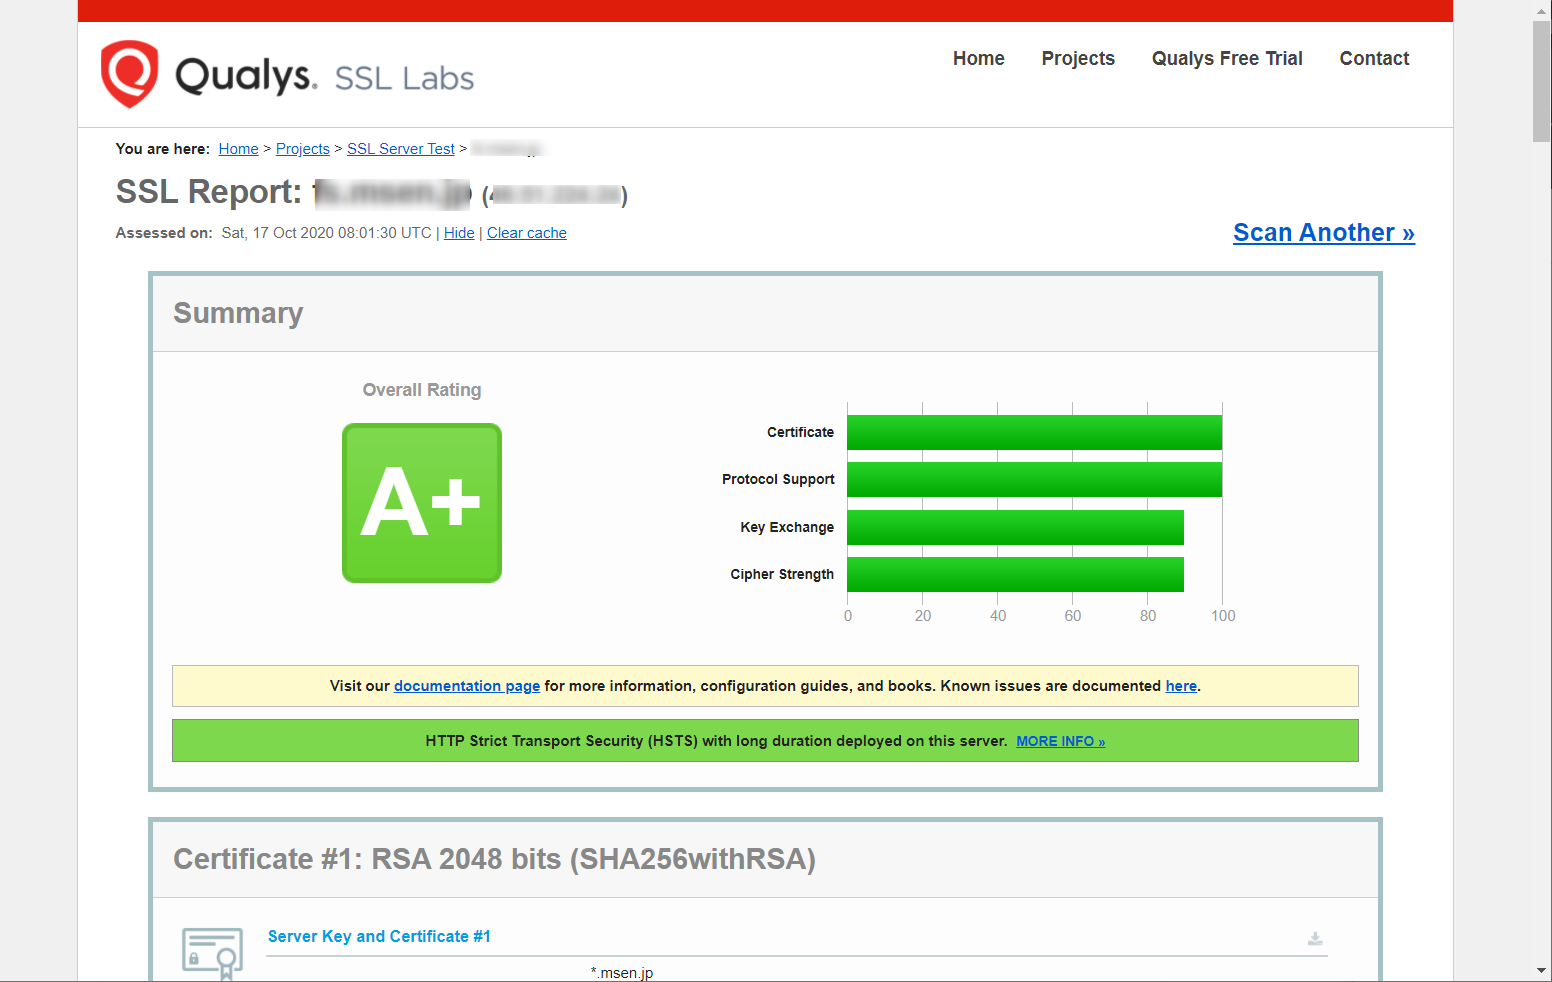 Qualys. SSL Labs
Home Projects Qualys Free Trial Contact
You are here: Home > Projects > SSL Server Test >
SSL Report: ( )
Assessed on: Sat, 17 Oct 2020 08:01:30 UTC | Hide | Clear cache
Scan Another »
Summary
Overall Rating
A+
Certificate
Protocol Support
Key Exchange
Cipher Strength
0 20 40 60 80 100
Visit our documentation page for more information, configuration guides, and books. Known issues are documented here.
HTTP Strict Transport Security (HSTS) with long duration deployed on this server. MORE INFO »
Certificate #1: RSA 2048 bits (SHA256withRSA)
Server Key and Certificate #1
*.msen.jp